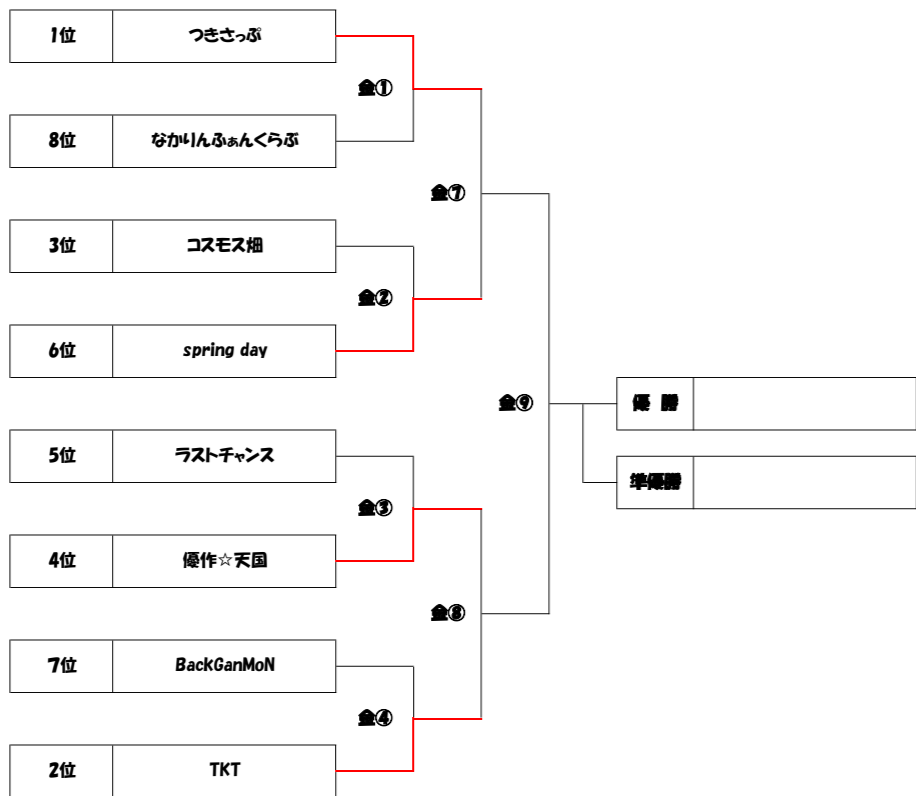 1位 つきさっぷ
金①
8位 なかりんふぁんくらぶ
金⑦
3位 コスモス畑
金②
6位 spring day
金⑨
優 勝
5位 ラストチャンス
準優勝
金③
4位 優作☆天国
金⑧
7位 BackGanMoN
金④
2位 TKT